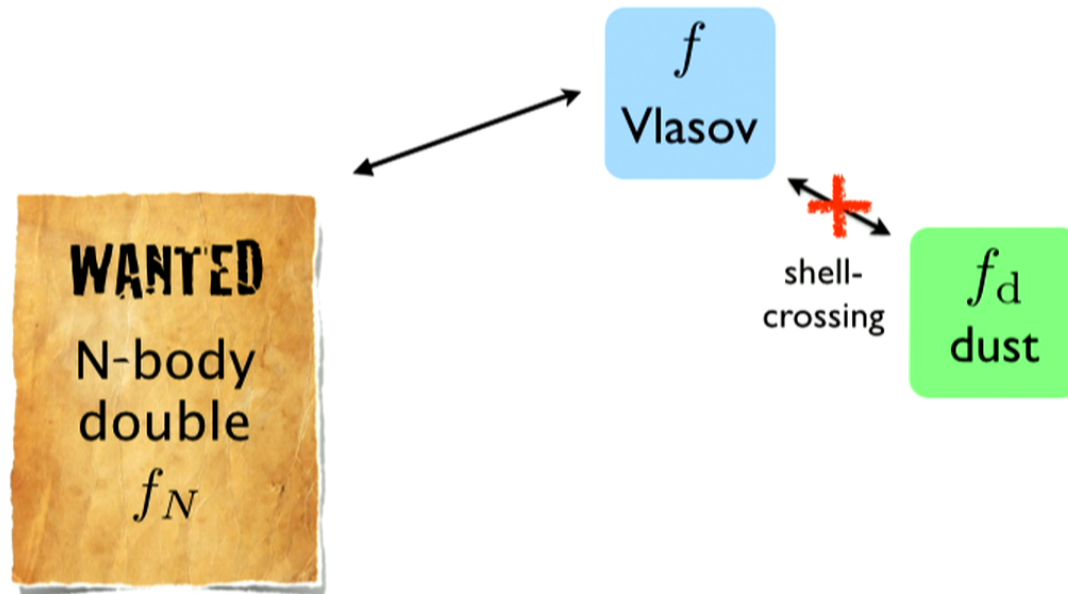 f
Vlasov
WANTED
N-body
double
f_N
shell-
crossing
f_d
dust